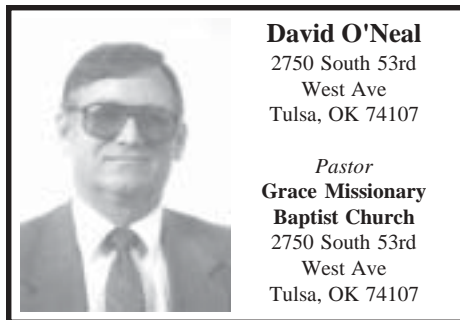 David O'Neal
2750 South 53rd
West Ave
Tulsa, OK 74107
Pastor
Grace Missionary
Baptist Church
2750 South 53rd
West Ave
Tulsa, OK 74107